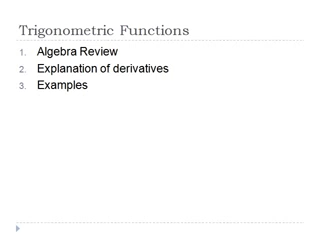 Trigonometric Functions
1. Algebra Review
2. Explanation of derivatives
3. Examples